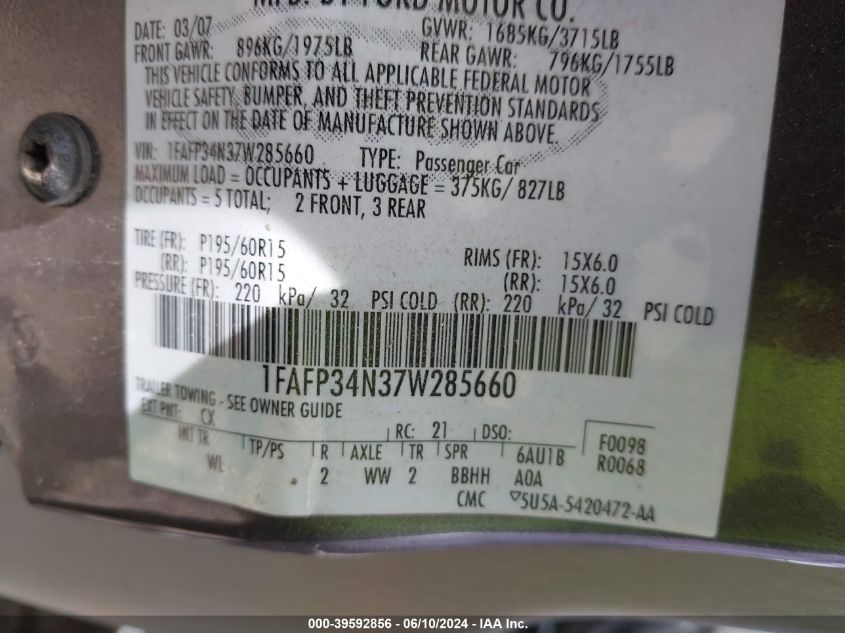 MFD. BY FORD MOTOR CO.
DATE: 03/07 GVWR: 1685KG/3715LB
FRONT GAWR: 896KG/1975LB REAR GAWR: 796KG/1755LB
THIS VEHICLE CONFORMS TO ALL APPLICABLE FEDERAL MOTOR
VEHICLE SAFETY, BUMPER, AND THEFT PREVENTION STANDARDS
IN EFFECT ON THE DATE OF MANUFACTURE SHOWN ABOVE.
VIN: 1FAFP34N37W285660 TYPE: Passenger Car
MAXIMUM LOAD = OCCUPANTS + LUGGAGE = 375KG/ 827LB
OCCUPANTS = 5 TOTAL; 2 FRONT, 3 REAR
TIRE (FR): P195/60R15 RIMS (FR): 15X6.0
(RR): P195/60R15 (RR): 15X6.0
PRESSURE (FR): 220 kPa/ 32 PSI COLD (RR): 220 kPa/ 32 PSI COLD
1FAFP34N37W285660
TRAILER TOWING - SEE OWNER GUIDE
EXT PNT: CX RC: 21 DSO: F0098
INT TR TP/PS R AXLE TR SPR 6AU1B R0068
WL 2 WW 2 BBHH A0A
CMC 5U5A-5420472-AA
000-39592856 - 06/10/2024 - IAA Inc.